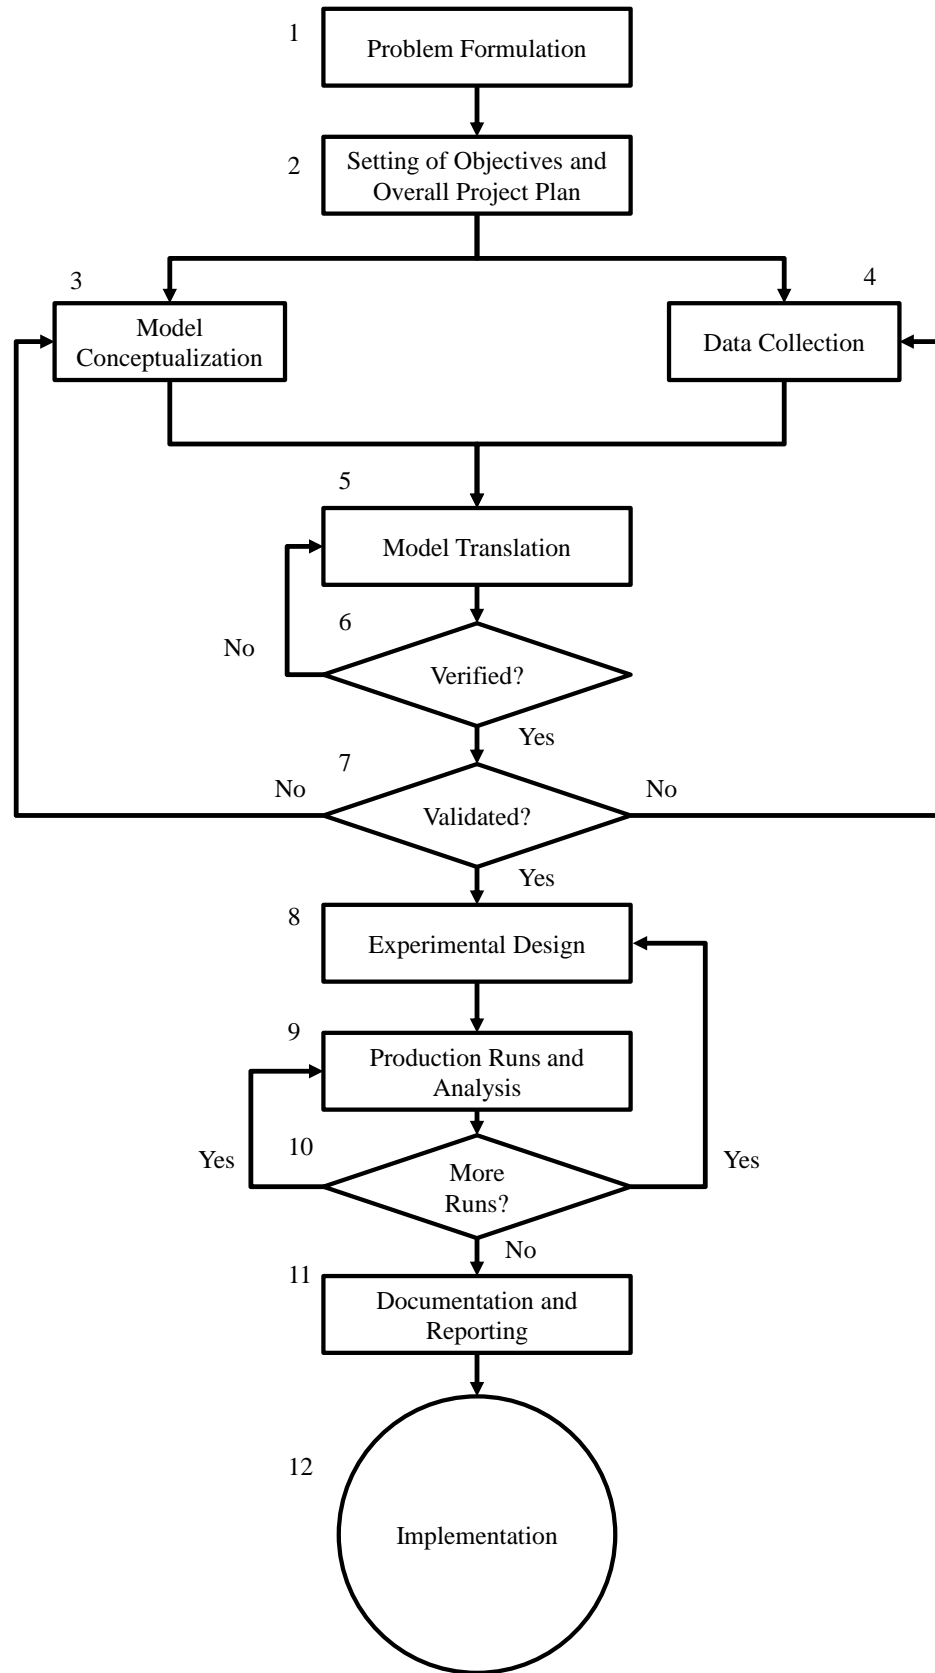 1
Problem Formulation
2
Setting of Objectives and
Overall Project Plan
3
4
Model
Conceptualization
Data Collection
5
Model Translation
6
No
Verified?
Yes
7
No
Validated?
No
Yes
8
Experimental Design
9
Production Runs and
Analysis
10
Yes
More
Runs?
Yes
No
11
Documentation and
Reporting
12
Implementation